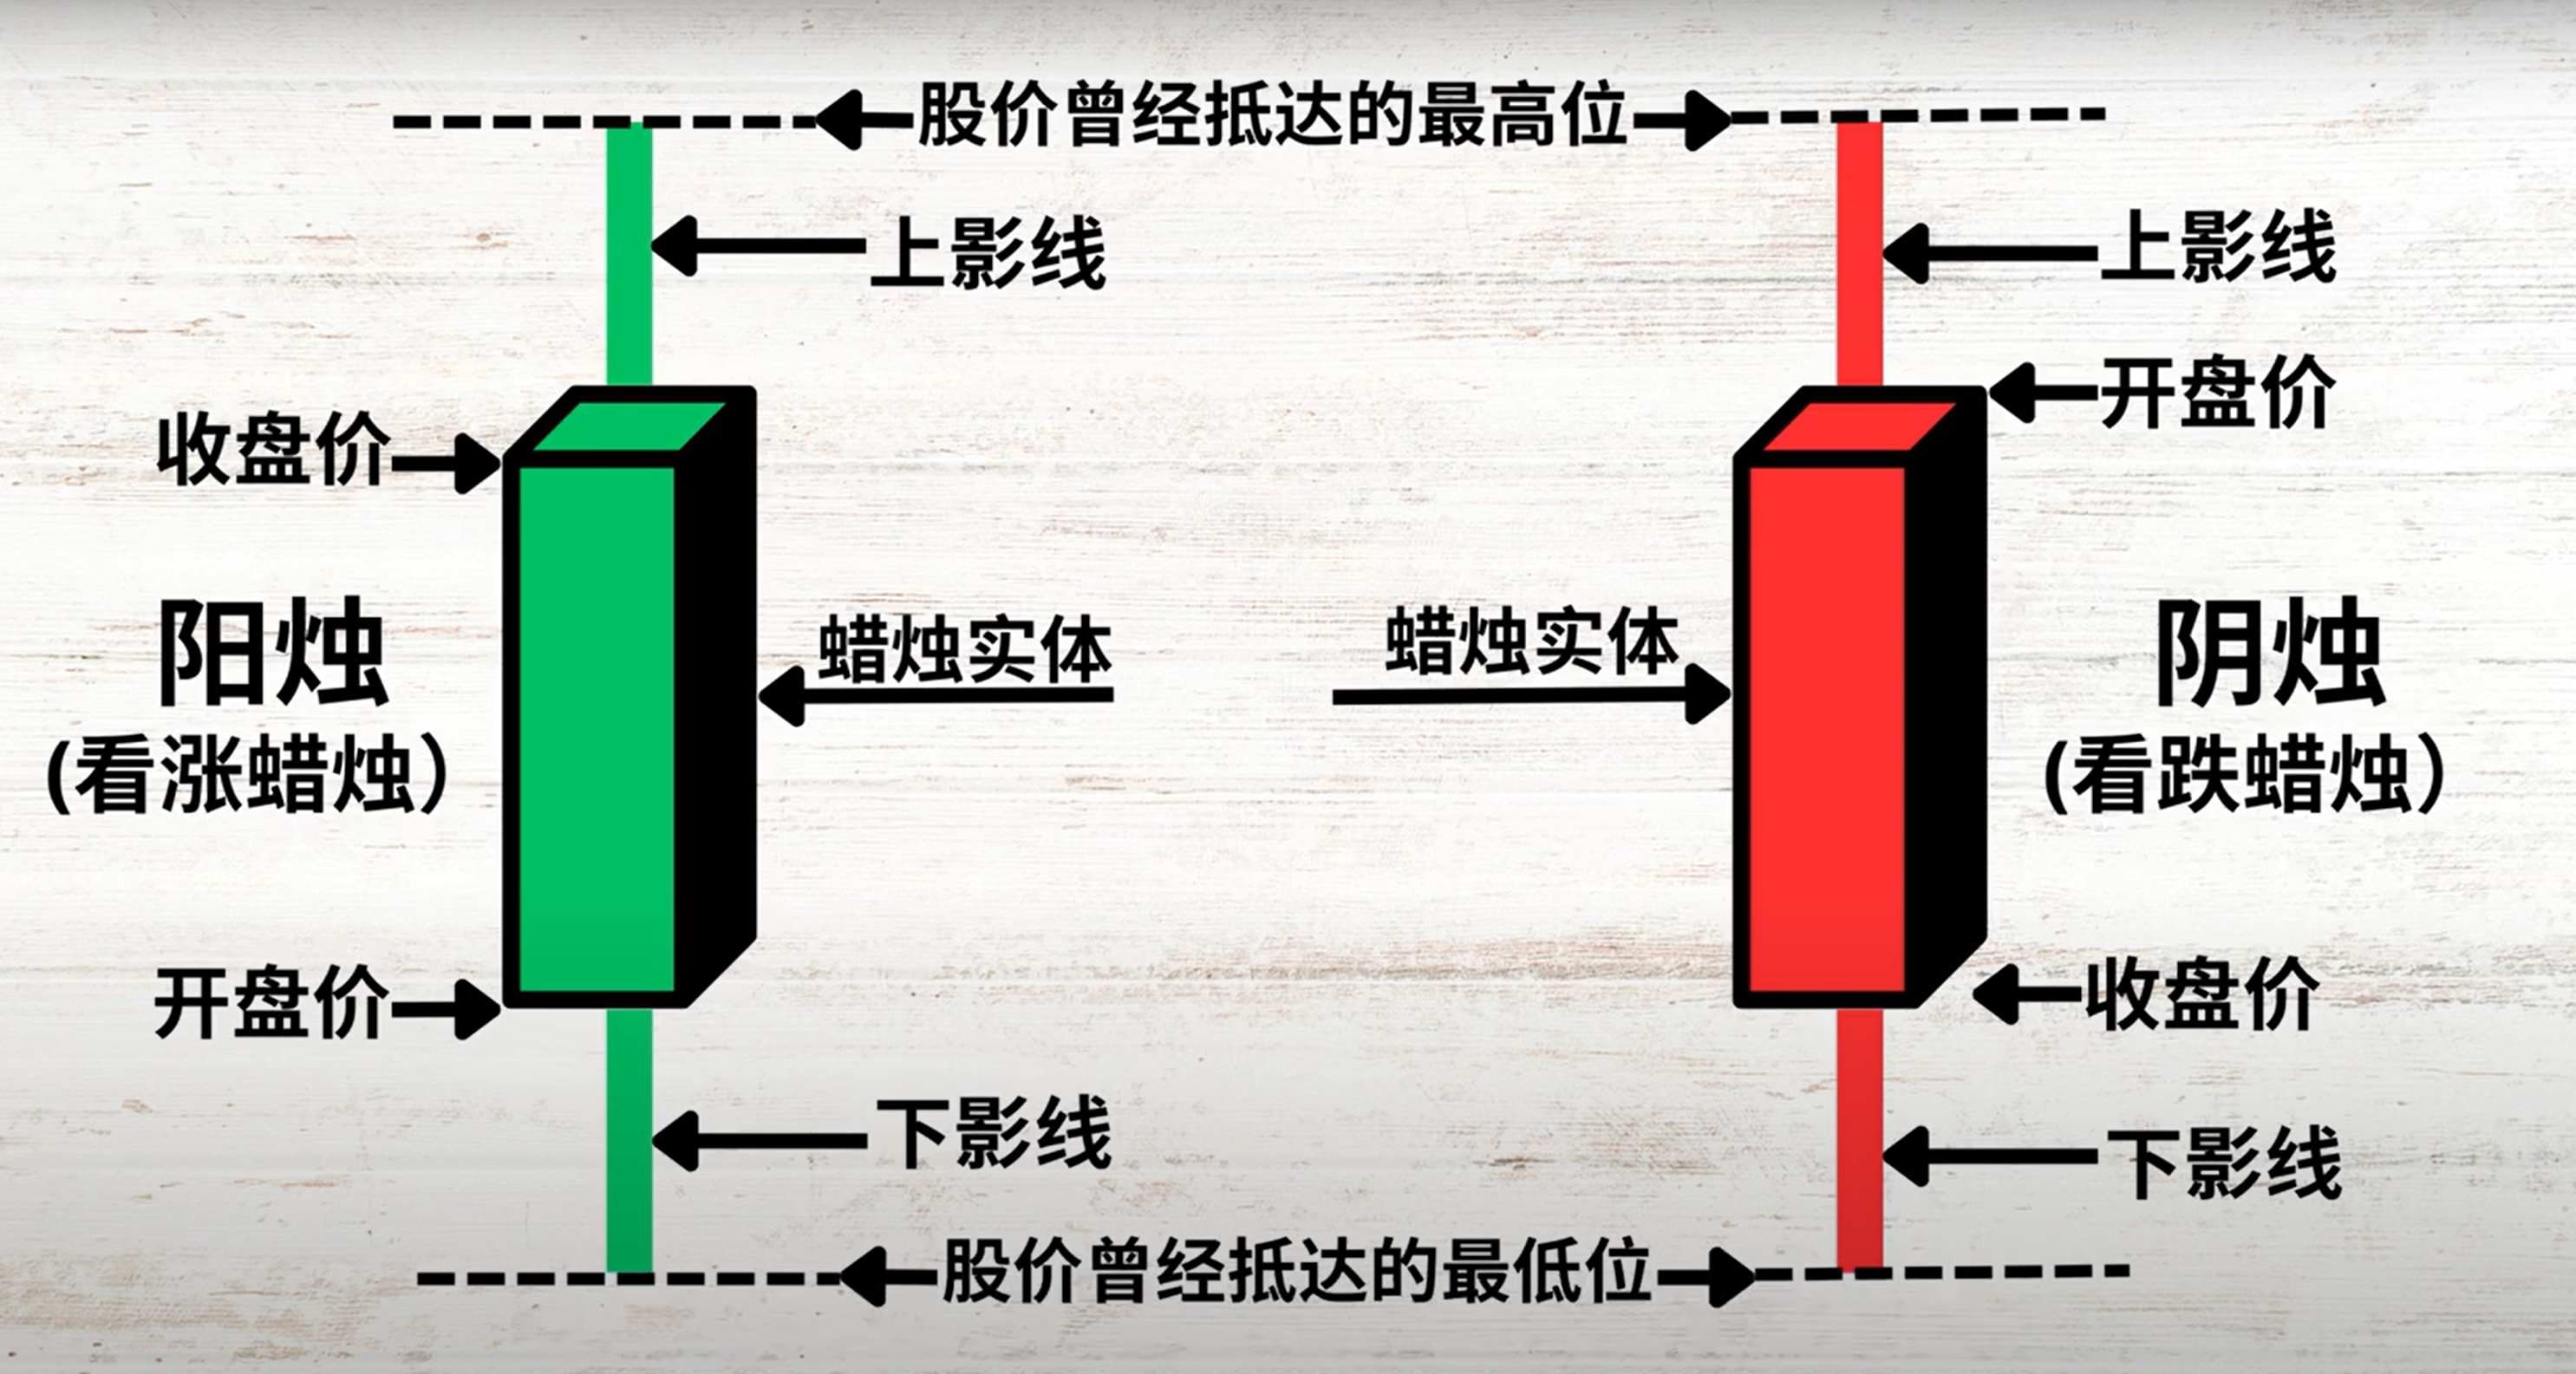 股价曾经抵达的最高位
上影线
上影线
开盘价
收盘价
阳烛
(看涨蜡烛)
蜡烛实体
蜡烛实体
阴烛
(看跌蜡烛)
开盘价
收盘价
下影线
下影线
股价曾经抵达的最低位